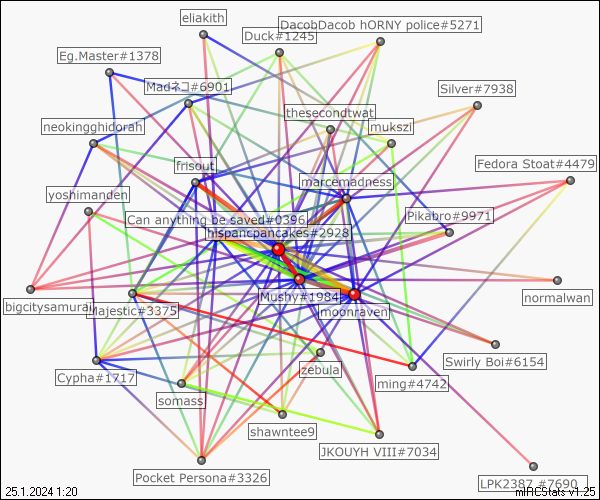 eliakith
DacobDacob hORNY police#5271
Duck#1245
Eg.Master#1378
Madネコ#6901
Silver#7938
thesecondtwat
neokingghidorah
mukszi
frisout
Fedora Stoat#4479
marcemadness
yoshimanden
Can anything be saved#0396
Pikabro#9971
hispanicpancakes#2928
Mushy#1984
bigcitysamurai
Majestic#3375
moonraven
normalwan
Swirly Boi#6154
zebula
Cypha#1717
ming#4742
somass
shawntee9
JKOUYH VIII#7034
Pocket Persona#3326
LPK2387 #7690
25.1.2024 1:20
mIRCStats v1.25